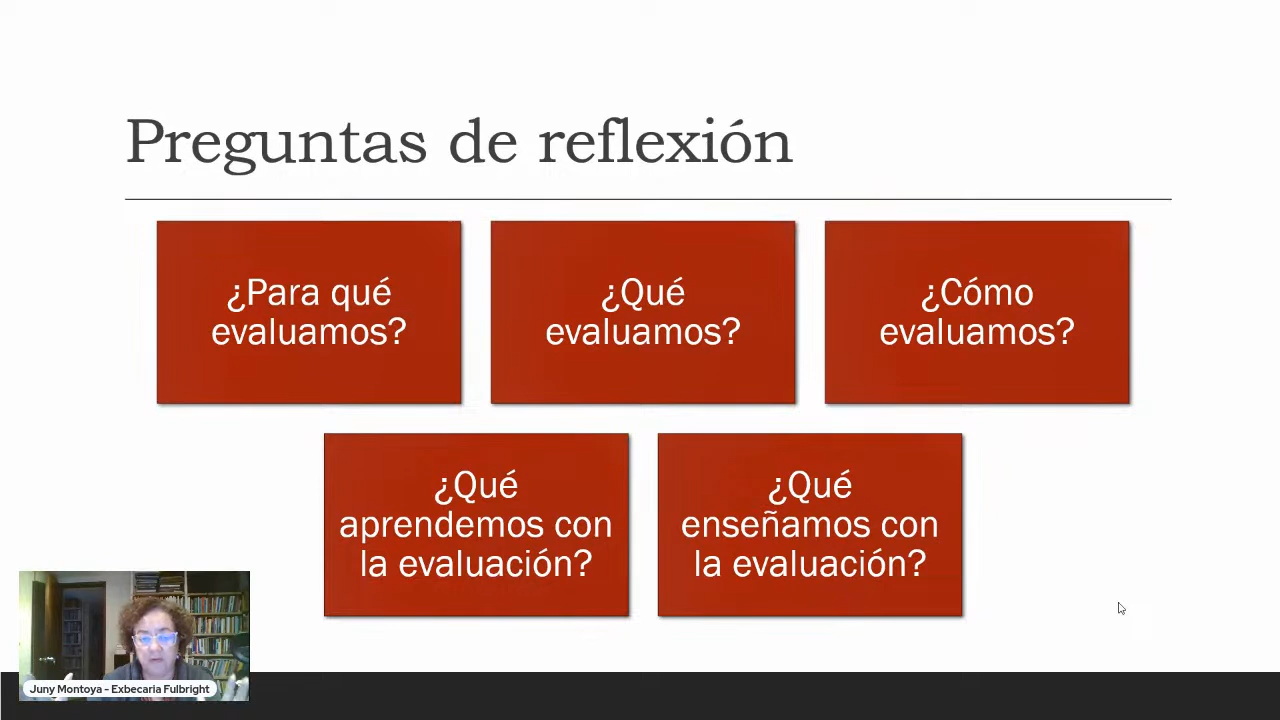 Preguntas de reflexión
¿Para qué
evaluamos?
¿Qué
evaluamos?
¿Cómo
evaluamos?
¿Qué
aprendemos con
la evaluación?
¿Qué
enseñamos con
la evaluación?
Juny Montoya - Exbecaria Fulbright